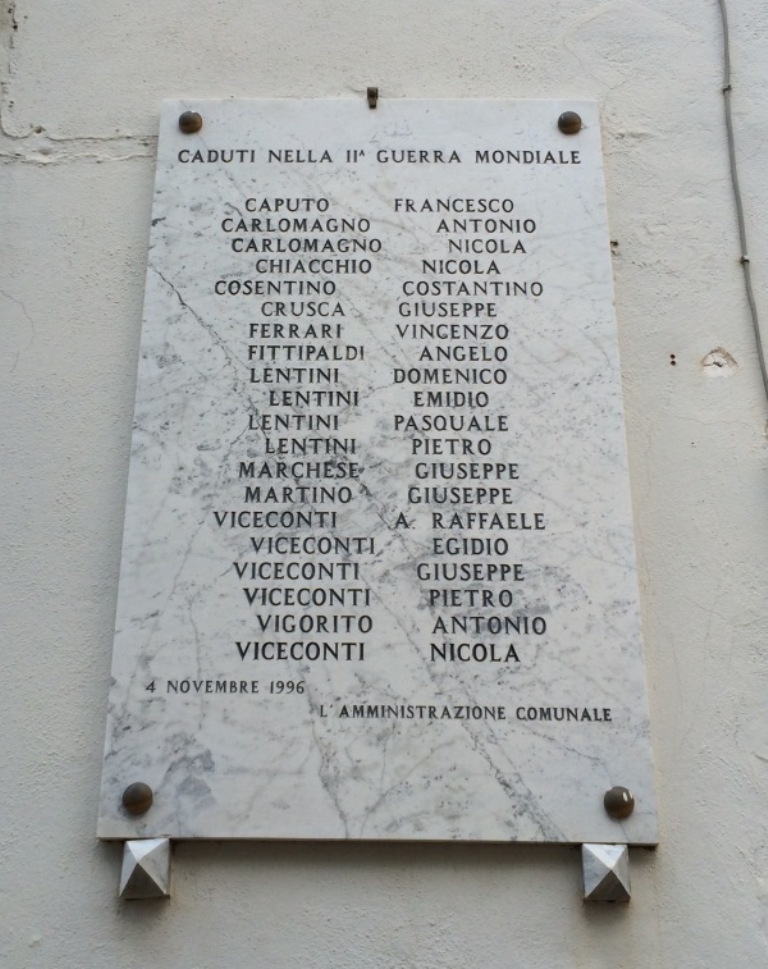 CADUTI NELLA IIᴬ GUERRA MONDIALE
CAPUTO FRANCESCO
CARLOMAGNO ANTONIO
CARLOMAGNO NICOLA
CHIACCHIO NICOLA
COSENTINO COSTANTINO
CRUSCA GIUSEPPE
FERRARI VINCENZO
FITTIPALDI ANGELO
LENTINI DOMENICO
LENTINI EMIDIO
LENTINI PASQUALE
LENTINI PIETRO
MARCHESE GIUSEPPE
MARTINO GIUSEPPE
VICECONTI A. RAFFAELE
VICECONTI EGIDIO
VICECONTI GIUSEPPE
VICECONTI PIETRO
VIGORITO ANTONIO
VICECONTI NICOLA
4 NOVEMBRE 1996
L'AMMINISTRAZIONE COMUNALE